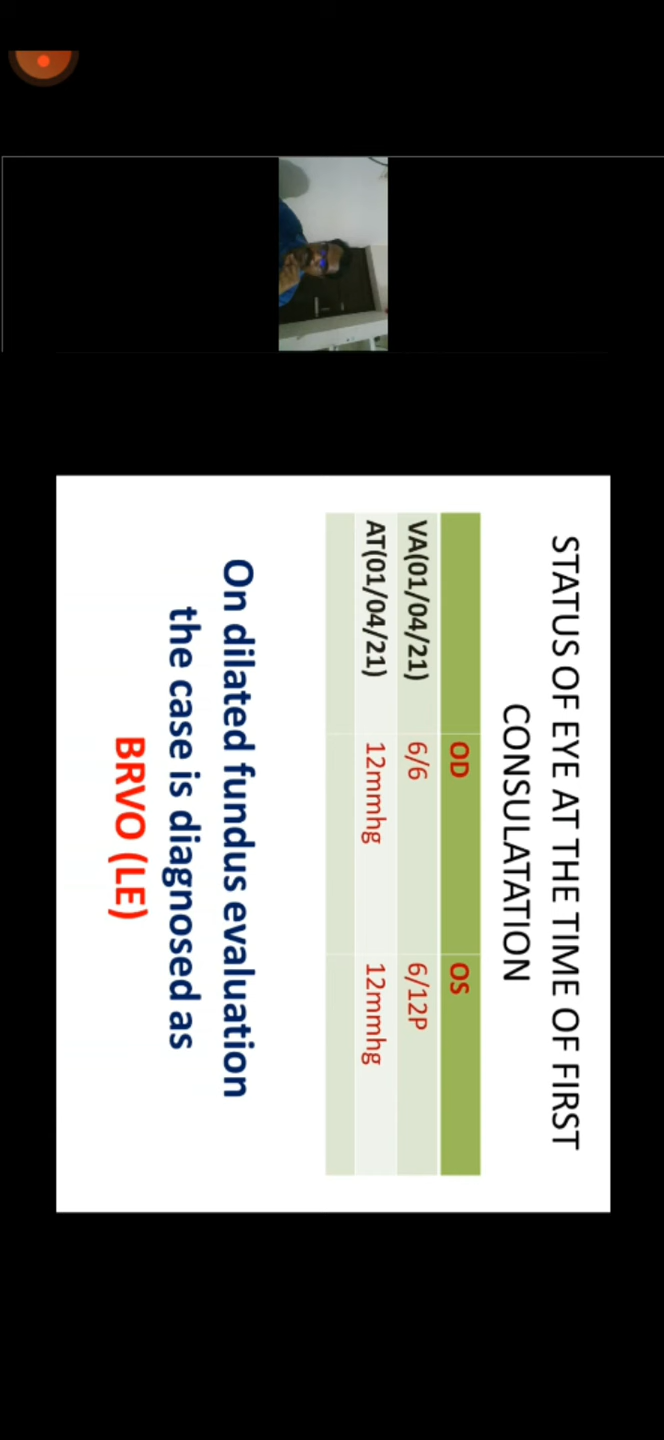 STATUS OF EYE AT THE TIME OF FIRST
CONSULATATION
OD OS
VA(01/04/21) 6/6 6/12P
AT(01/04/21) 12mmhg 12mmhg
On dilated fundus evaluation
the case is diagnosed as
BRVO (LE)